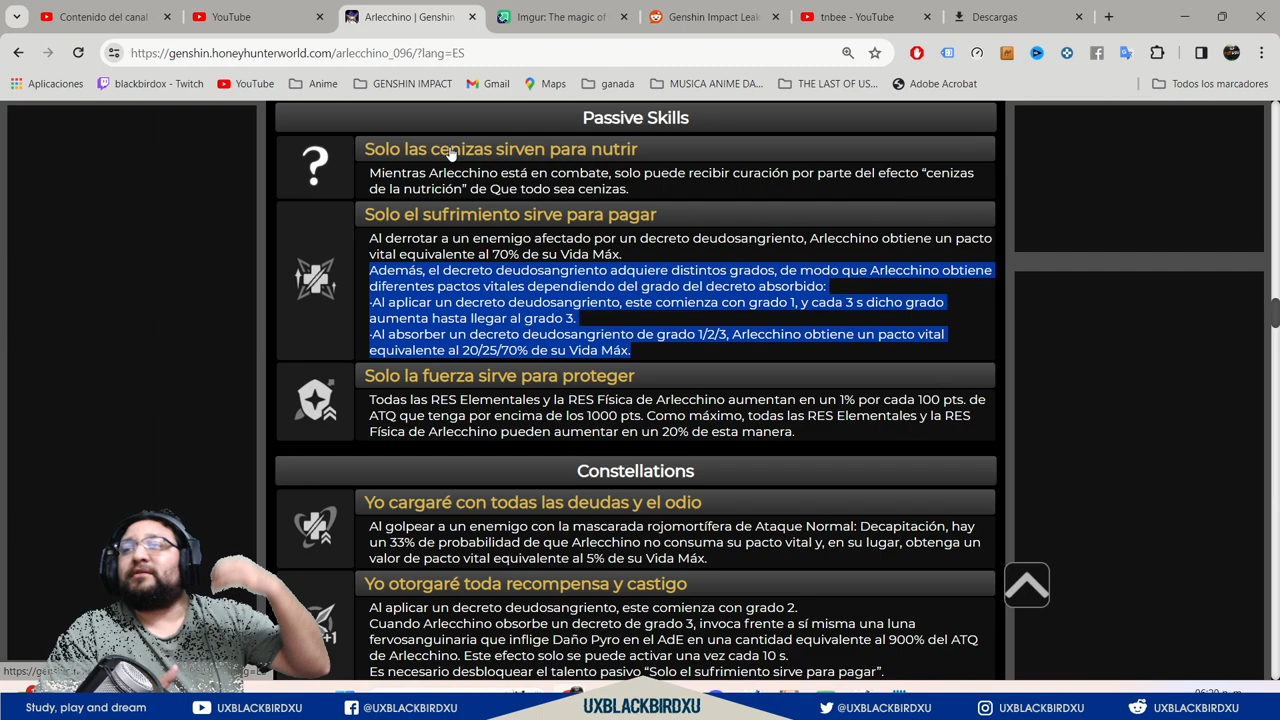 Contenido del canal
YouTube
Arlecchino | Genshin
Imgur: The magic of
Genshin Impact Leak
tnbee - YouTube
Descargas
https://genshin.honeyhunterworld.com/arlecchino_096/?lang=ES
Aplicaciones
blackbirdox - Twitch
YouTube
Anime
GENSHIN IMPACT
Gmail
Maps
ganada
MUSICA ANIME DA...
THE LAST OF US...
Adobe Acrobat
Todos los marcadores
Passive Skills
Solo las cenizas sirven para nutrir
Mientras Arlecchino está en combate, solo puede recibir curación por parte del efecto “cenizas
de la nutrición” de Que todo sea cenizas.
Solo el sufrimiento sirve para pagar
Al derrotar a un enemigo afectado por un decreto deudosangriento, Arlecchino obtiene un pacto
vital equivalente al 70% de su Vida Máx.
Además, el decreto deudosangriento adquiere distintos grados, de modo que Arlecchino obtiene
diferentes pactos vitales dependiendo del grado del decreto absorbido:
·Al aplicar un decreto deudosangriento, este comienza con grado 1, y cada 3 s dicho grado
aumenta hasta llegar al grado 3.
·Al absorber un decreto deudosangriento de grado 1/2/3, Arlecchino obtiene un pacto vital
equivalente al 20/25/70% de su Vida Máx.
Solo la fuerza sirve para proteger
Todas las RES Elementales y la RES Física de Arlecchino aumentan en un 1% por cada 100 pts. de
ATQ que tenga por encima de los 1000 pts. Como máximo, todas las RES Elementales y la RES
Física de Arlecchino pueden aumentar en un 20% de esta manera.
Constellations
Yo cargaré con todas las deudas y el odio
Al golpear a un enemigo con la mascarada rojomortífera de Ataque Normal: Decapitación, hay
un 33% de probabilidad de que Arlecchino no consuma su pacto vital y, en su lugar, obtenga un
valor de pacto vital equivalente al 5% de su Vida Máx.
Yo otorgaré toda recompensa y castigo
Al aplicar un decreto deudosangriento, este comienza con grado 2.
Cuando Arlecchino absorbe un decreto de grado 3, invoca frente a sí misma una luna
fervosanguinaria que inflige Daño Pyro en el AdE en una cantidad equivalente al 900% del ATQ
de Arlecchino. Este efecto solo se puede activar una vez cada 10 s.
Es necesario desbloquear el talento pasivo “Solo el sufrimiento sirve para pagar”.
+1
Study, play and dream
UXBLACKBIRDXU
@UXBLACKBIRDXU
UXBLACKBIRDXU
@UXBLACKBIRDXU
UXBLACKBIRDXU
UXBLACKBIRDXU